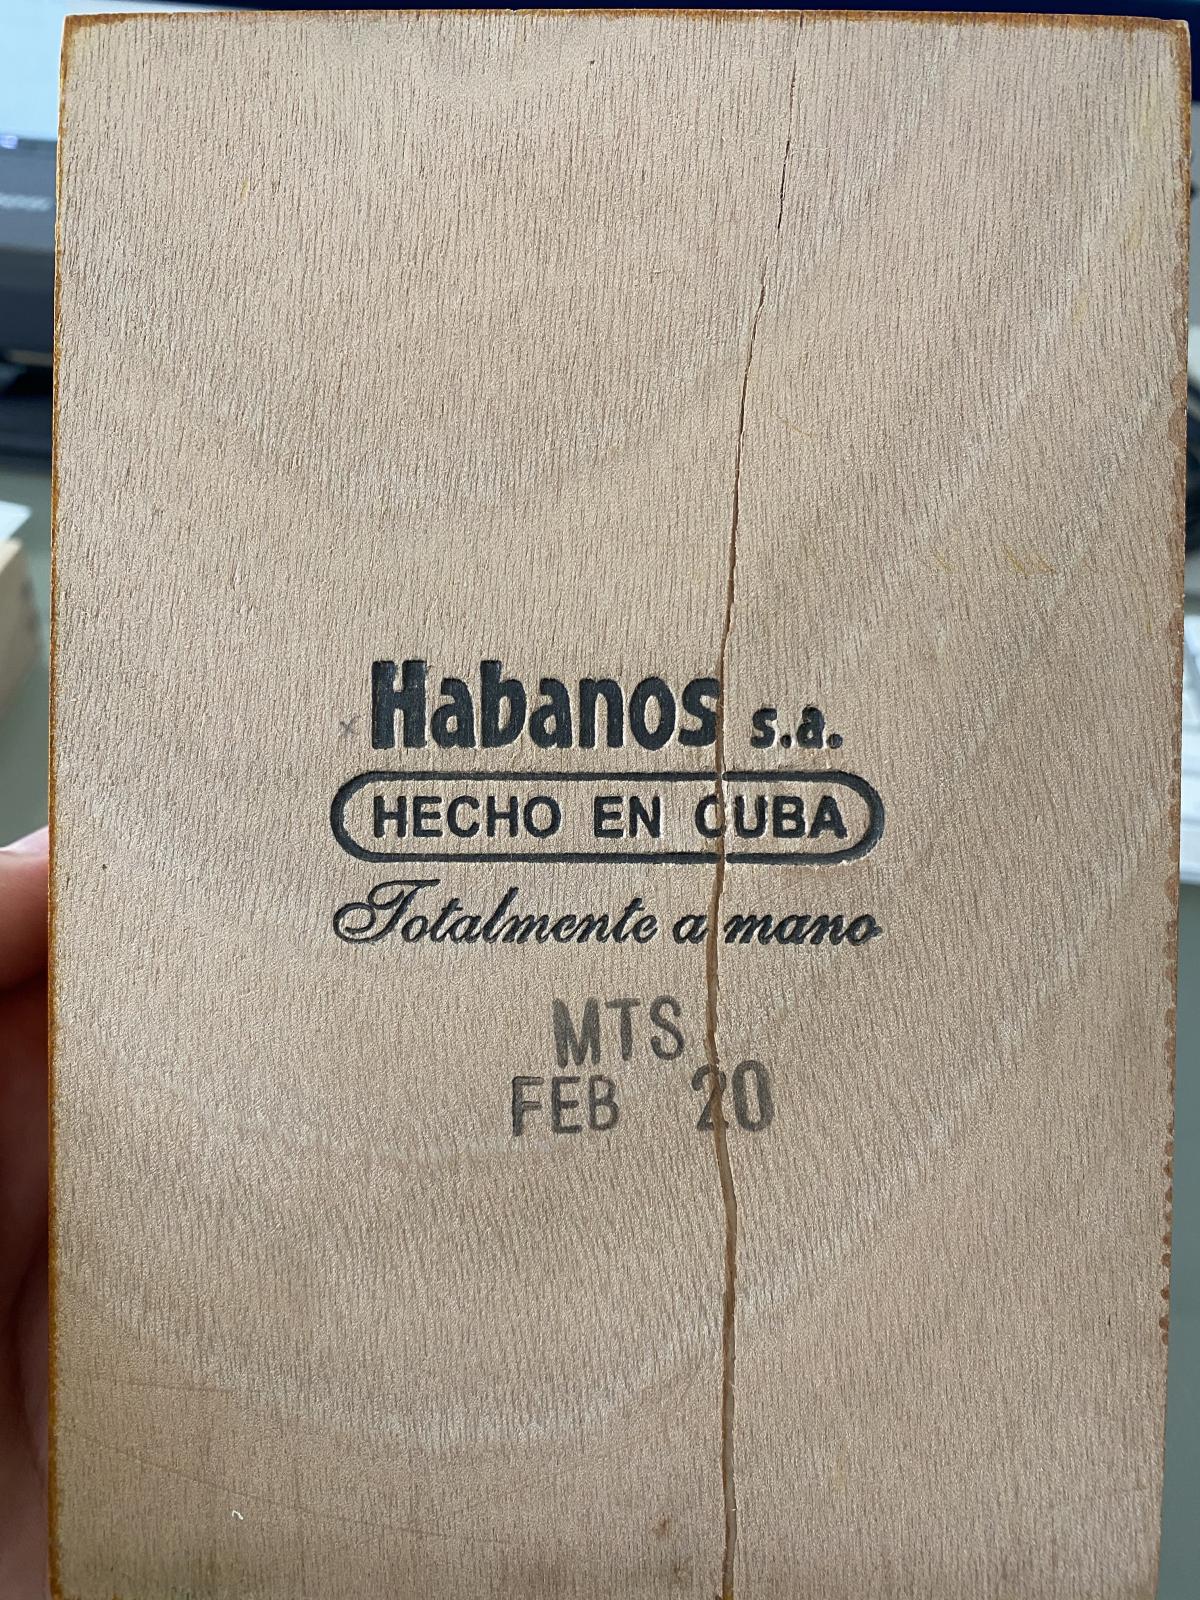 Habanos s.a.
HECHO EN CUBA
Totalmente a mano
MTS
FEB 20